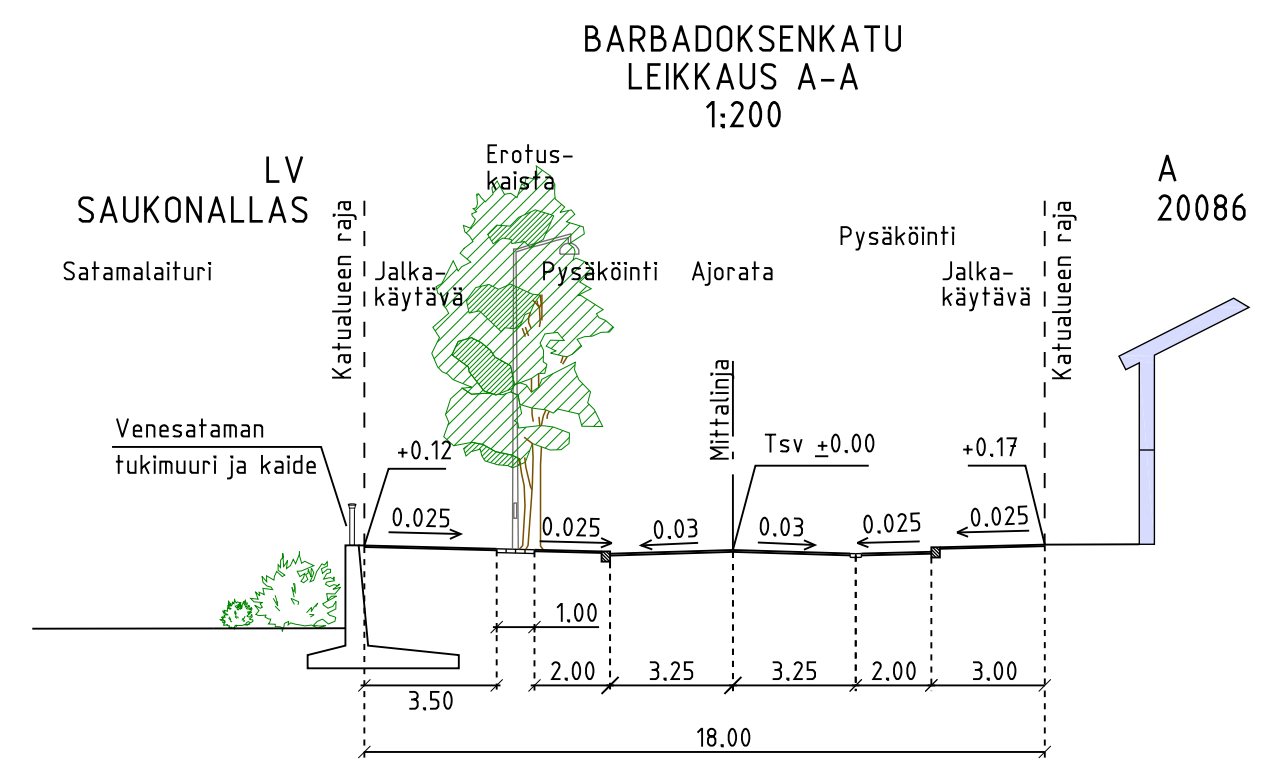 BARBADOKSENKATU
LEIKKAUS A-A
1:200
LV
SAUKONALLAS
Erotus-
kaista
A
20086
Katualueen raja
Katualueen raja
Pysäköinti
Satamalaituri
Jalka-
käytävä
Pysäköinti
Ajorata
Jalka-
käytävä
Mittalinja
Venesataman
tukimuuri ja kaide
+0.12
Tsv ±0.00
+0.17
0.025
0.025
0.03
0.03
0.025
0.025
1.00
2.00
3.25
3.25
2.00
3.00
3.50
18.00